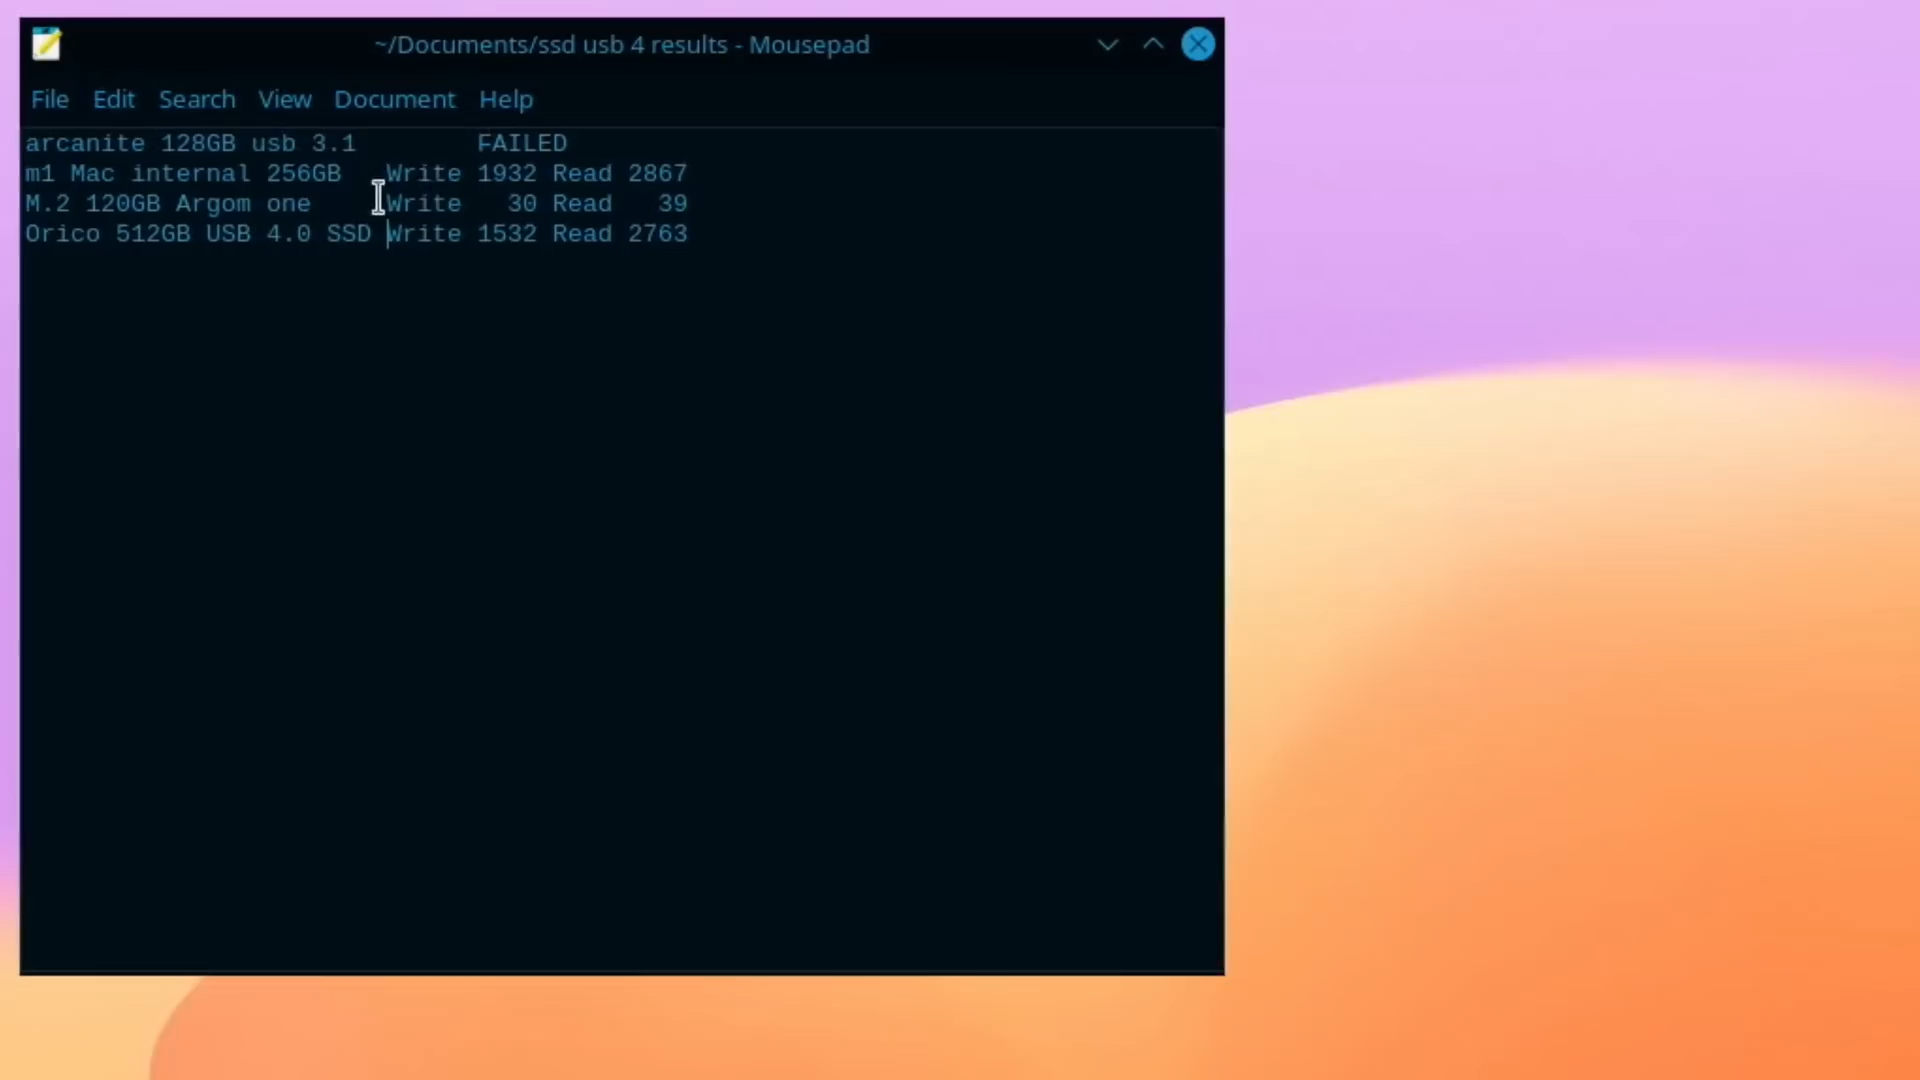 ~/Documents/ssd usb 4 results - Mousepad
File Edit Search View Document Help
arcanite 128GB usb 3.1 FAILED
m1 Mac internal 256GB Write 1932 Read 2867
M.2 120GB Argom one Write 30 Read 39
Orico 512GB USB 4.0 SSD Write 1532 Read 2763